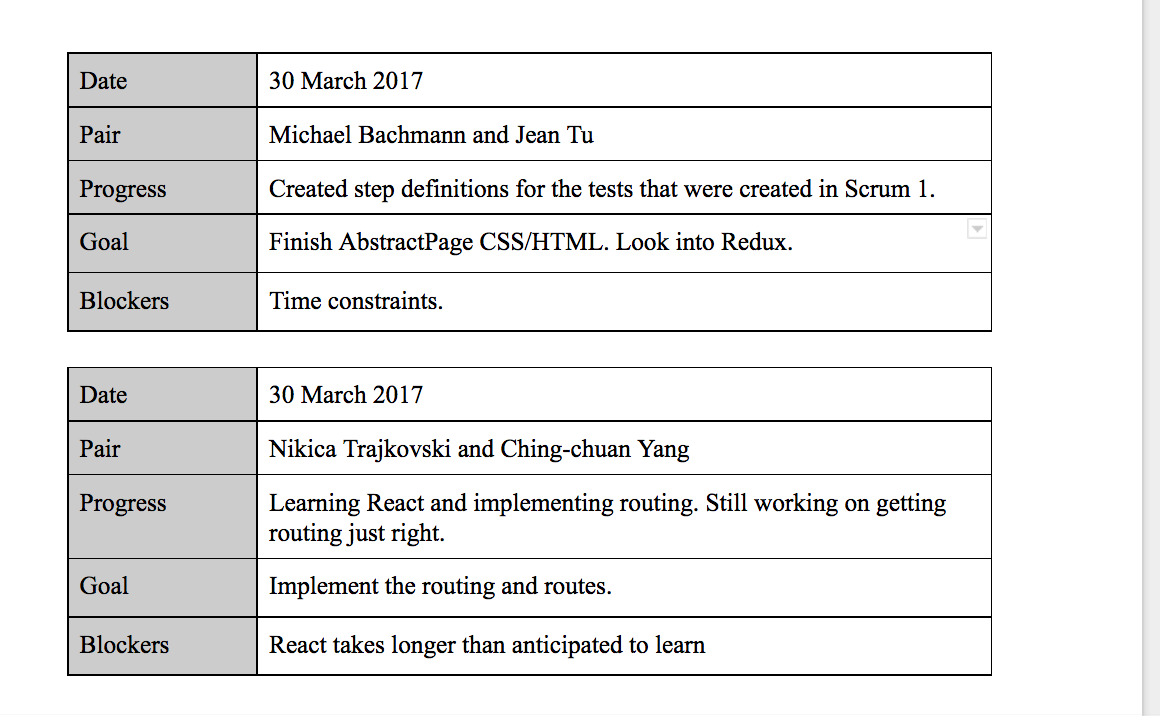 Date 30 March 2017
Pair Michael Bachmann and Jean Tu
Progress Created step definitions for the tests that were created in Scrum 1.
Goal Finish AbstractPage CSS/HTML. Look into Redux.
Blockers Time constraints.
Date 30 March 2017
Pair Nikica Trajkovski and Ching-chuan Yang
Progress Learning React and implementing routing. Still working on getting
routing just right.
Goal Implement the routing and routes.
Blockers React takes longer than anticipated to learn